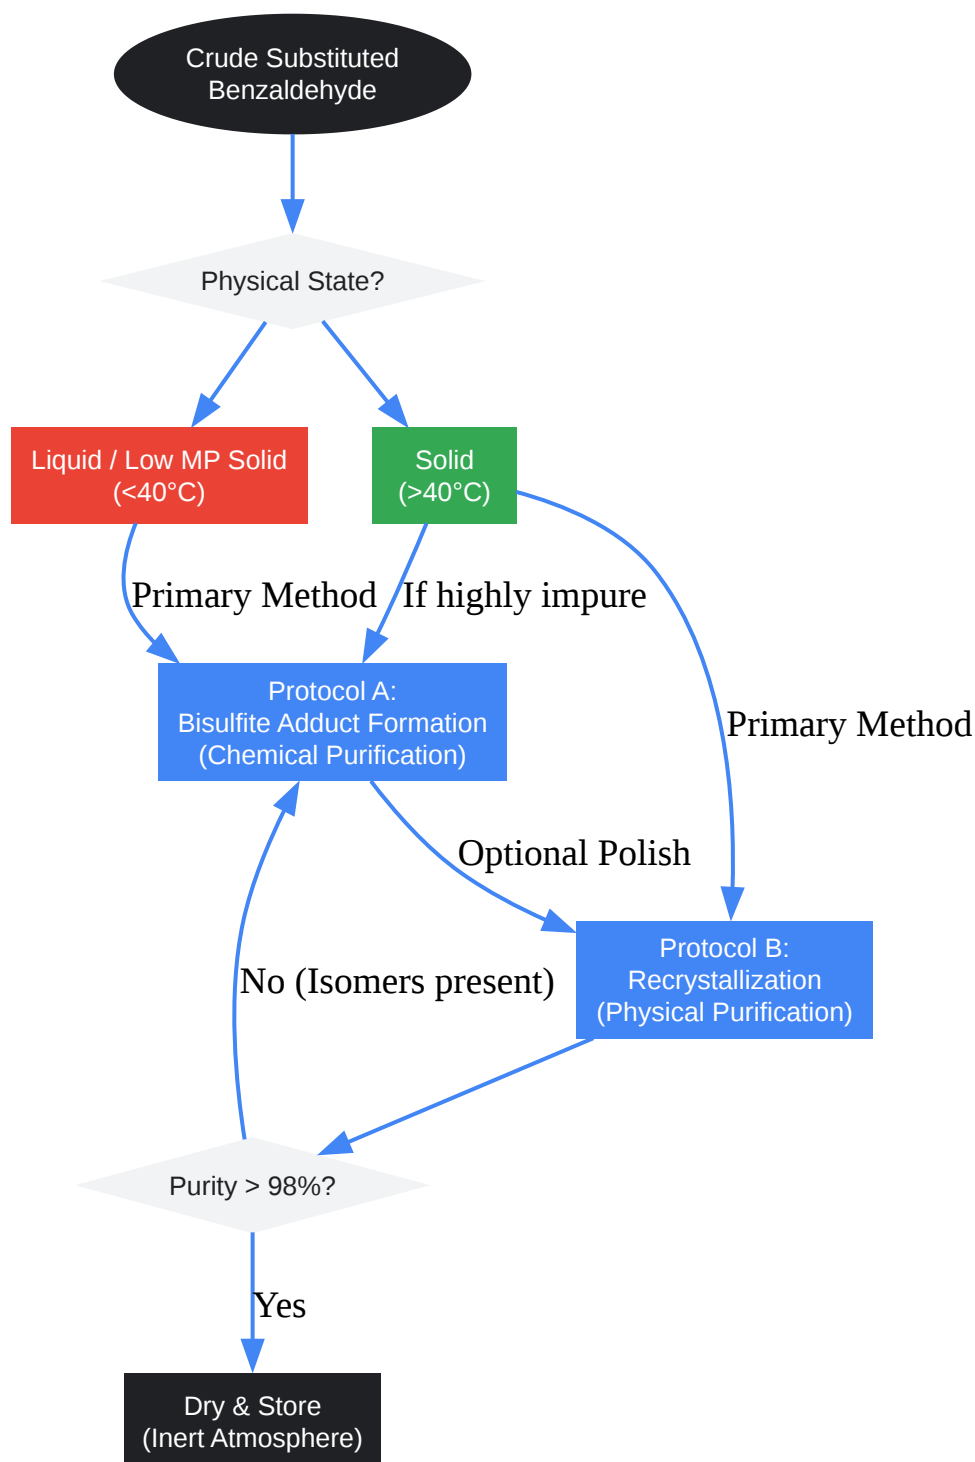 Crude Substituted
Benzaldehyde
Physical State?
Liquid / Low MP Solid
(<40°C)
Solid
(>40°C)
Primary Method
If highly impure
Protocol A:
Bisulfite Adduct Formation
(Chemical Purification)
Primary Method
Optional Polish
Protocol B:
Recrystallization
(Physical Purification)
No (Isomers present)
Purity > 98%?
Yes
Dry & Store
(Inert Atmosphere)